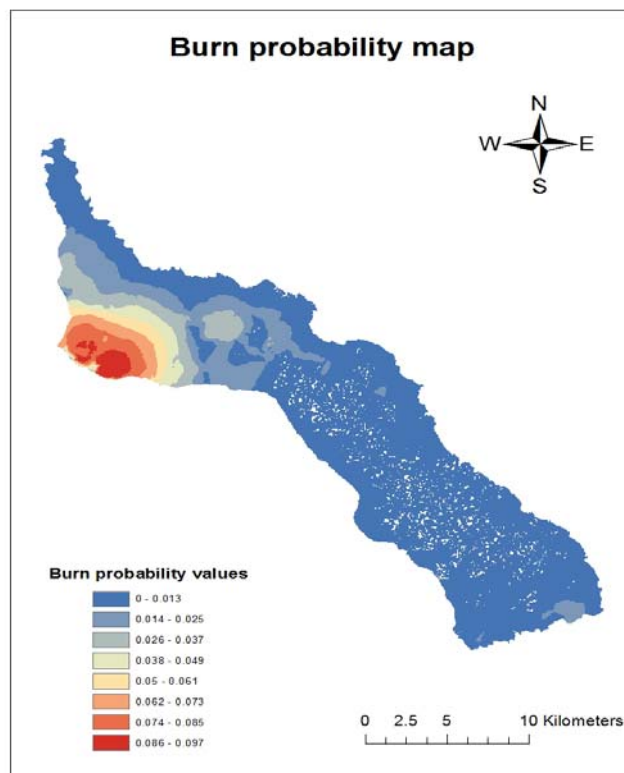 Burn probability map
N
W E
S
Burn probability values
0 - 0.013
0.014 - 0.025
0.026 - 0.037
0.038 - 0.049
0.05 - 0.061
0.062 - 0.073
0.074 - 0.085
0.086 - 0.097
0 2.5 5 10 Kilometers